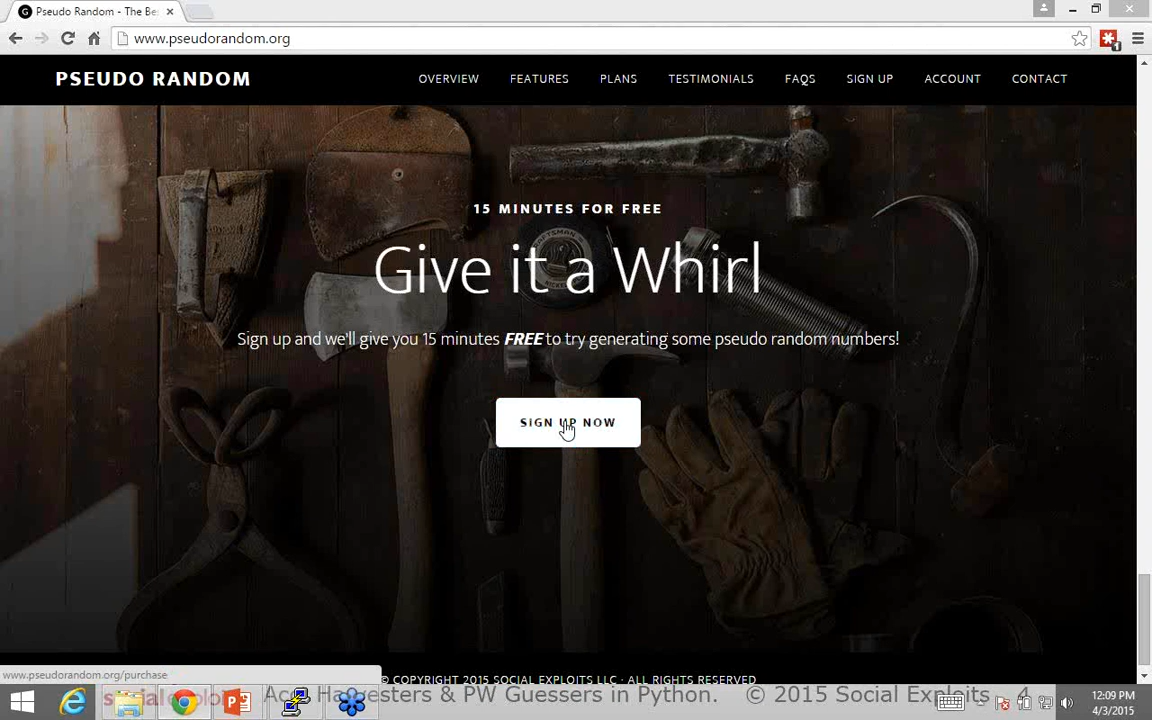 Pseudo Random - The Be
www.pseudorandom.org
1
PSEUDO RANDOM
OVERVIEW FEATURES PLANS TESTIMONIALS FAQS SIGN UP ACCOUNT CONTACT
15 MINUTES FOR FREE
Give it a Whirl
Sign up and we'll give you 15 minutes FREE to try generating some pseudo random numbers!
SIGN UP NOW
www.pseudorandom.org/purchase
© COPYRIGHT 2015 SOCIAL EXPLOITS LLC · ALL RIGHTS RESERVED
& PW Guessers in Python. © 2015 Social Exploits 4
12:09 PM
4/3/2015